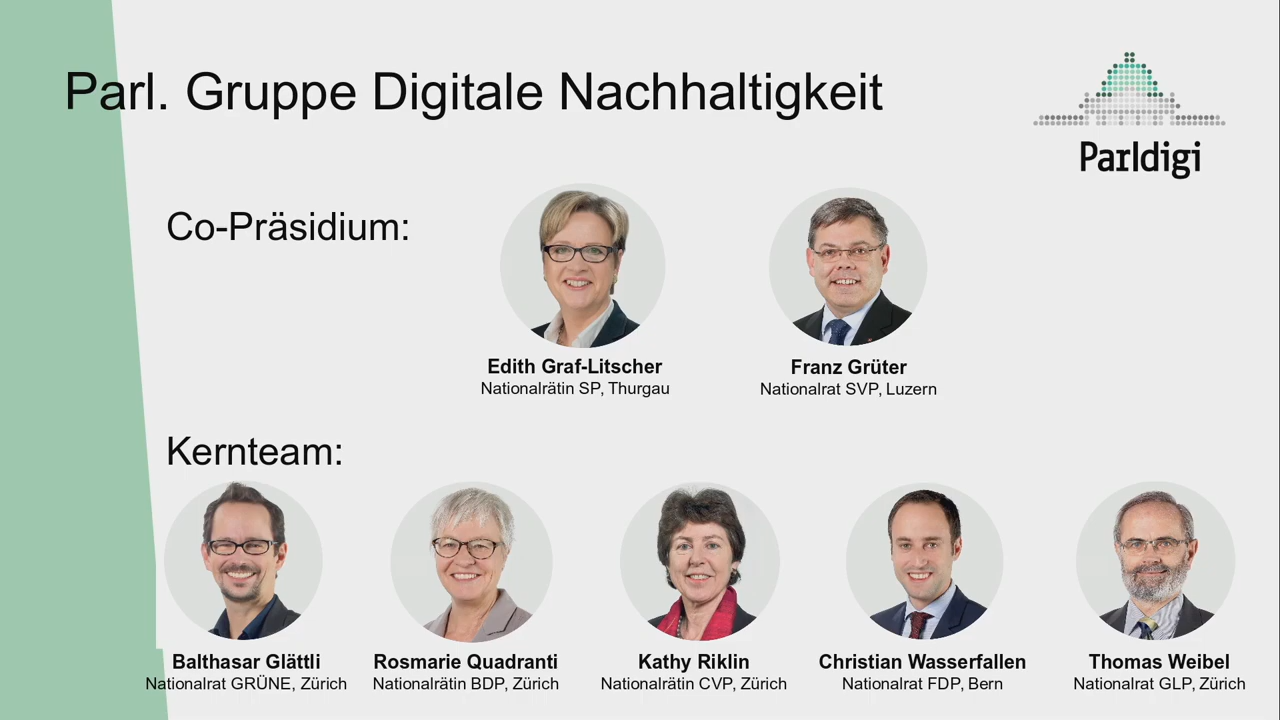 Parl. Gruppe Digitale Nachhaltigkeit
Parldigi
Co-Präsidium:
Edith Graf-Litscher
Nationalrätin SP, Thurgau
Franz Grüter
Nationalrat SVP, Luzern
Kernteam:
Balthasar Glättli
Nationalrat GRÜNE, Zürich
Rosmarie Quadranti
Nationalrätin BDP, Zürich
Kathy Riklin
Nationalrätin CVP, Zürich
Christian Wasserfallen
Nationalrat FDP, Bern
Thomas Weibel
Nationalrat GLP, Zürich